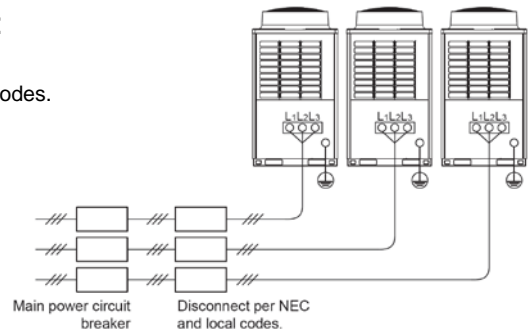 odes.
L1L2L3
L1L2L3
L1L2L3
Main power circuit
breaker
Disconnect per NEC
and local codes.